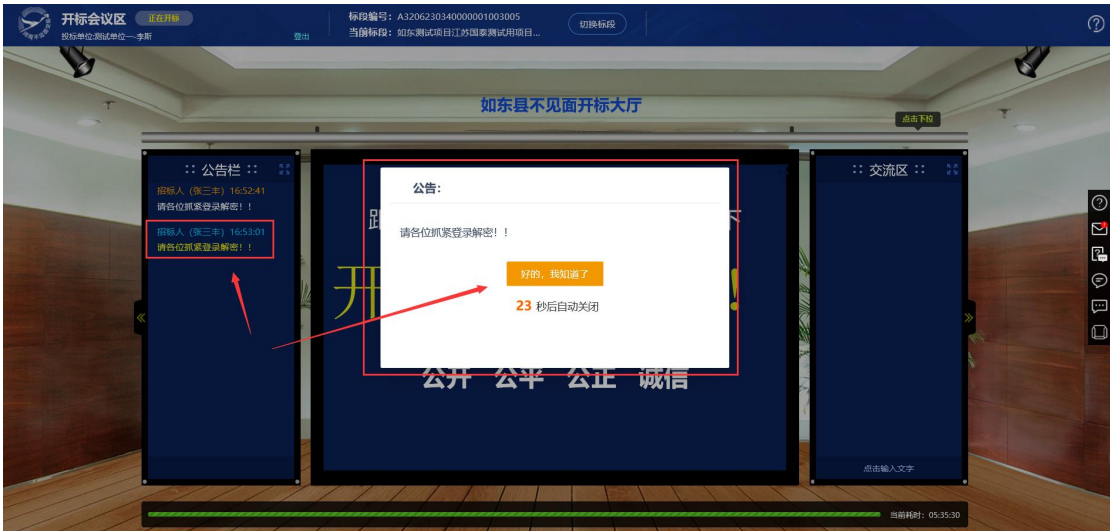 开标会议区 正在开标
投标单位:测试单位一-李斯 登出
标段编号: A3206230340000001003005
当前标段: 如东测试项目江苏国泰测试用项目...
切换标段
如东县不见面开标大厅
点击下拉
:: 公告栏 ::
招标人 (张三丰) 16:52:41
请各位抓紧登录解密! !
招标人 (张三丰) 16:53:01
请各位抓紧登录解密! !
公告:
请各位抓紧登录解密! !
好的, 我知道了
23 秒后自动关闭
距
下
开
!
公开 公平 公正 诚信
:: 交流区 ::
点击输入文字
当前耗时: 05:35:30